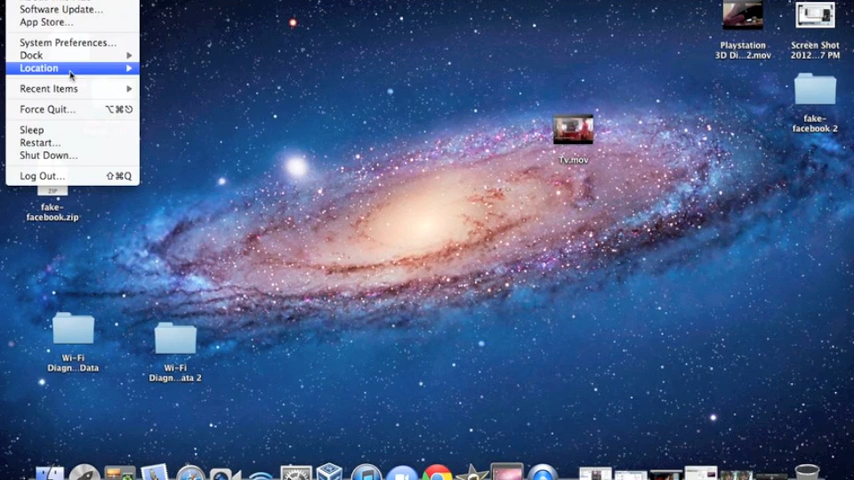 Software Update...
App Store...
System Preferences...
Dock
Location
Recent Items
Force Quit... ⌥⌘⎋
Sleep
Restart...
Shut Down...
Log Out... ⇧⌘Q
Playstation
3D Di...2.mov
Screen Shot
2012...7 PM
fake-
facebook 2
Tv.mov
ZIP
fake-
facebook.zip
Wi-Fi
Diagn...Data
Wi-Fi
Diagn...ata 2